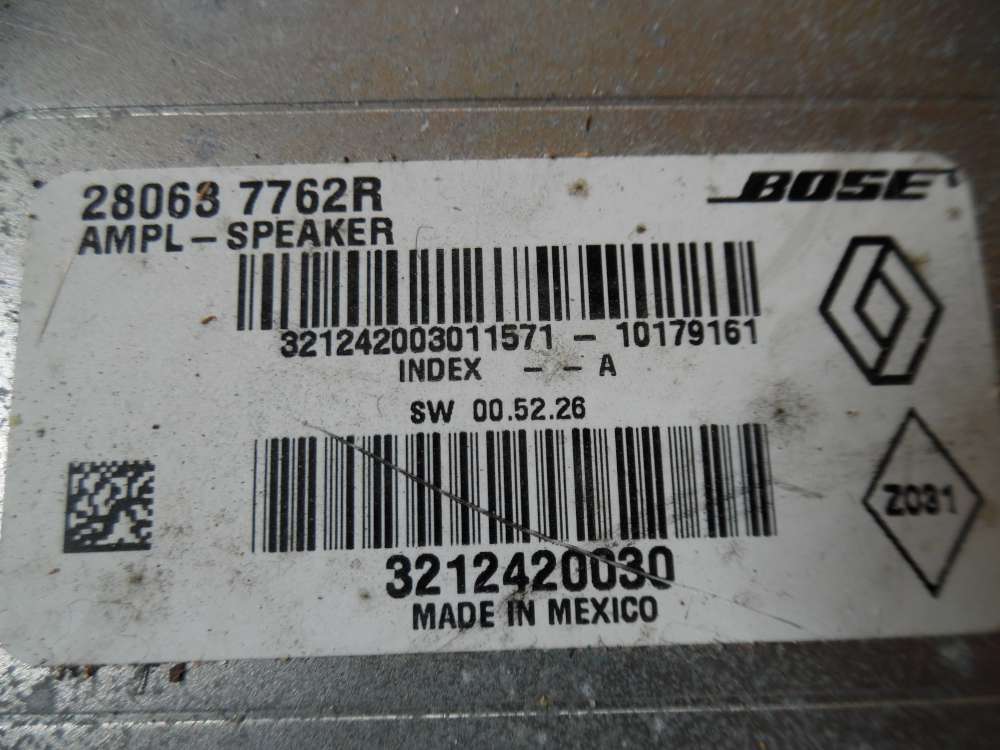 28063 7762R
BOSE
AMPL-SPEAKER
321242003011571 - 10179161
INDEX - - A
SW 00.52.26
Z031
3212420030
MADE IN MEXICO